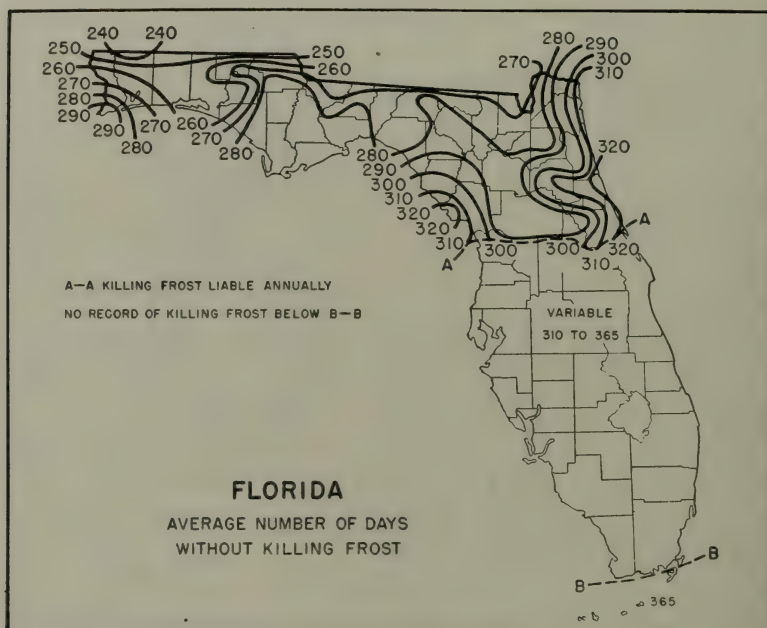 240 240
250
250
260
260
270
280
290
290
270
280
260
270
280
270
280
290
300
310
320
280
290
300
310
320
320
310
300
300
310
320
A
A
A—A KILLING FROST LIABLE ANNUALLY
NO RECORD OF KILLING FROST BELOW B—B
VARIABLE
310 TO 365
FLORIDA
AVERAGE NUMBER OF DAYS
WITHOUT KILLING FROST
B
B
365